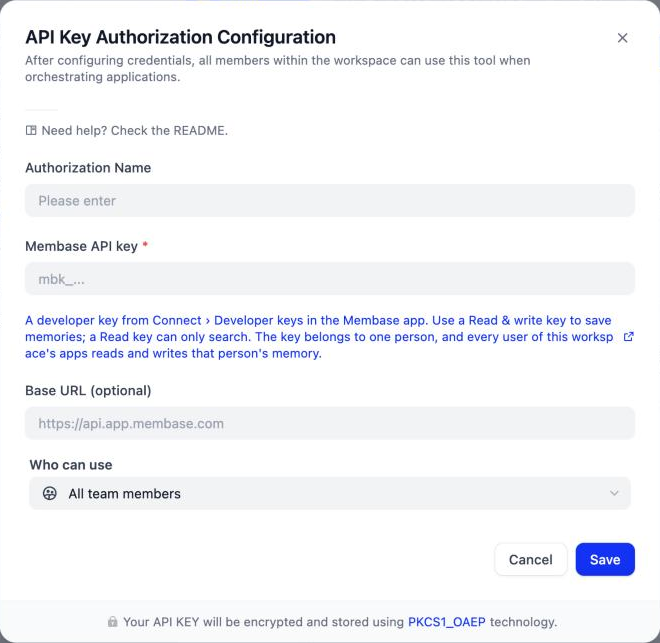 API Key Authorization Configuration
After configuring credentials, all members within the workspace can use this tool when
orchestrating applications.
Need help? Check the README.
Authorization Name
Please enter
Membase API key *
mbk_...
A developer key from Connect › Developer keys in the Membase app. Use a Read & write key to save
memories; a Read key can only search. The key belongs to one person, and every user of this worksp
ace's apps reads and writes that person's memory.
Base URL (optional)
https://api.app.membase.com
Who can use
All team members
Cancel Save
Your API KEY will be encrypted and stored using PKCS1_OAEP technology.